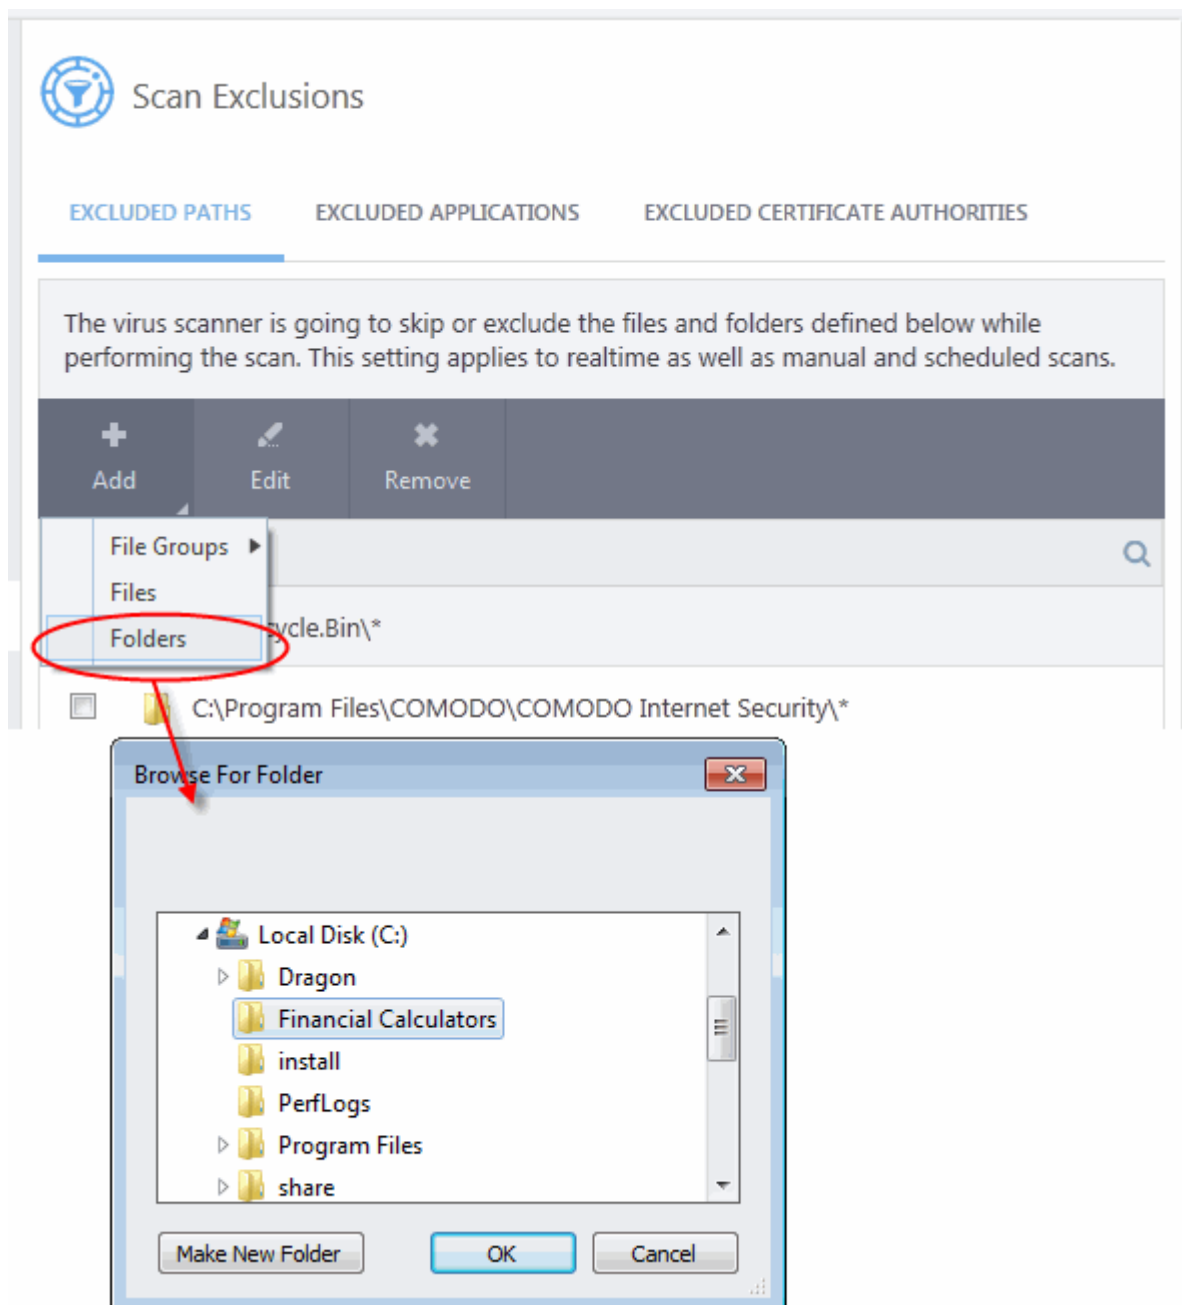 Scan Exclusions
EXCLUDED PATHS EXCLUDED APPLICATIONS EXCLUDED CERTIFICATE AUTHORITIES
The virus scanner is going to skip or exclude the files and folders defined below while
performing the scan. This setting applies to realtime as well as manual and scheduled scans.
Add Edit Remove
File Groups
Files
Folders
cycle.Bin\*
C:\Program Files\COMODO\COMODO Internet Security\*
Browse For Folder
Local Disk (C:)
Dragon
Financial Calculators
install
PerfLogs
Program Files
share
Make New Folder OK Cancel